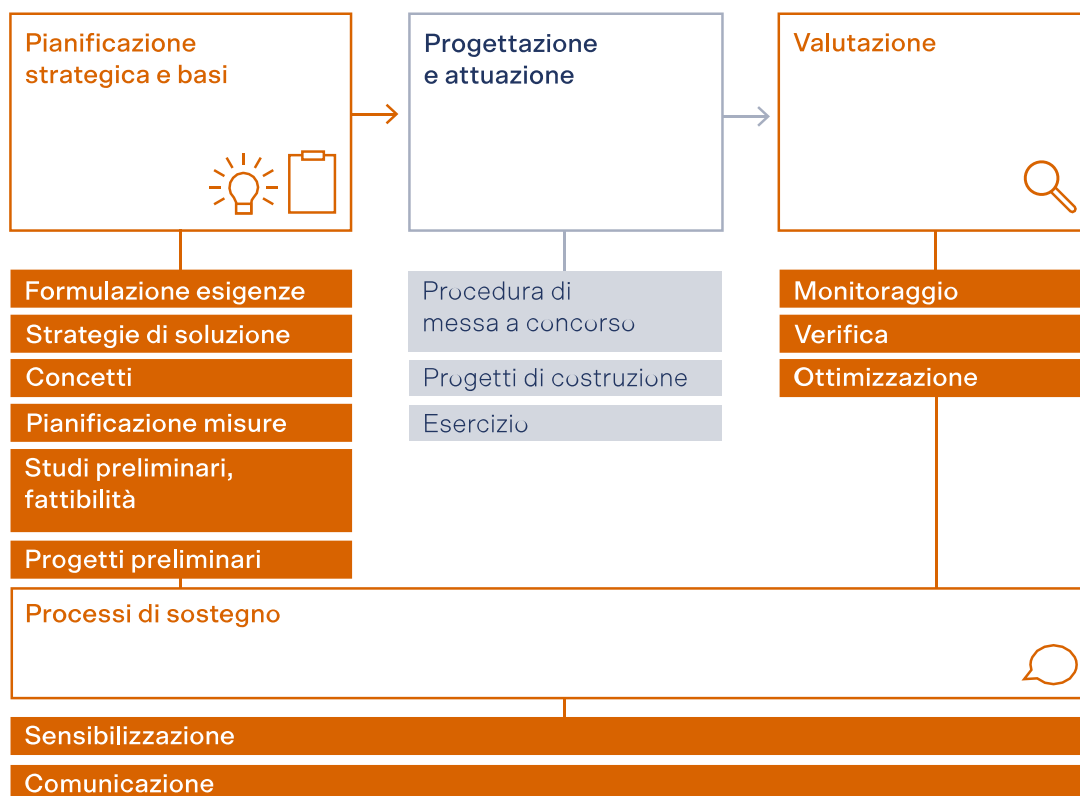 Pianificazione
strategica e basi
Progettazione
e attuazione
Valutazione
Formulazione esigenze
Strategie di soluzione
Concetti
Pianificazione misure
Studi preliminari,
fattibilità
Progetti preliminari
Procedura di
messa a concorso
Progetti di costruzione
Esercizio
Monitoraggio
Verifica
Ottimizzazione
Processi di sostegno
Sensibilizzazione
Comunicazione